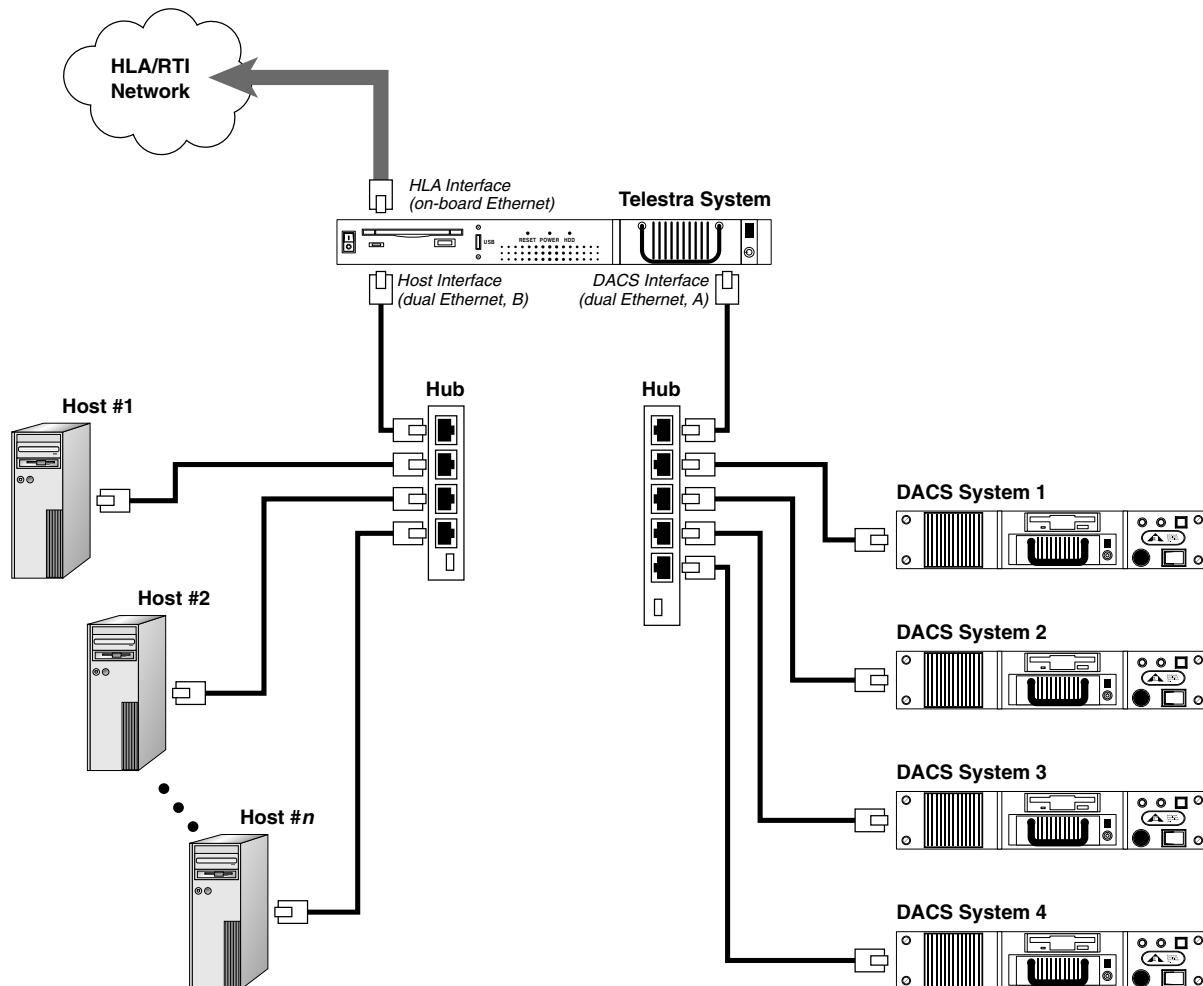 HLA/RTI
Network
HLA Interface
(on-board Ethernet)
Telestra System
USB
RESET POWER HDD
Host Interface
(dual Ethernet, B)
DACS Interface
(dual Ethernet, A)
Hub
Hub
Host #1
Host #2
Host #n
DACS System 1
DACS System 2
DACS System 3
DACS System 4